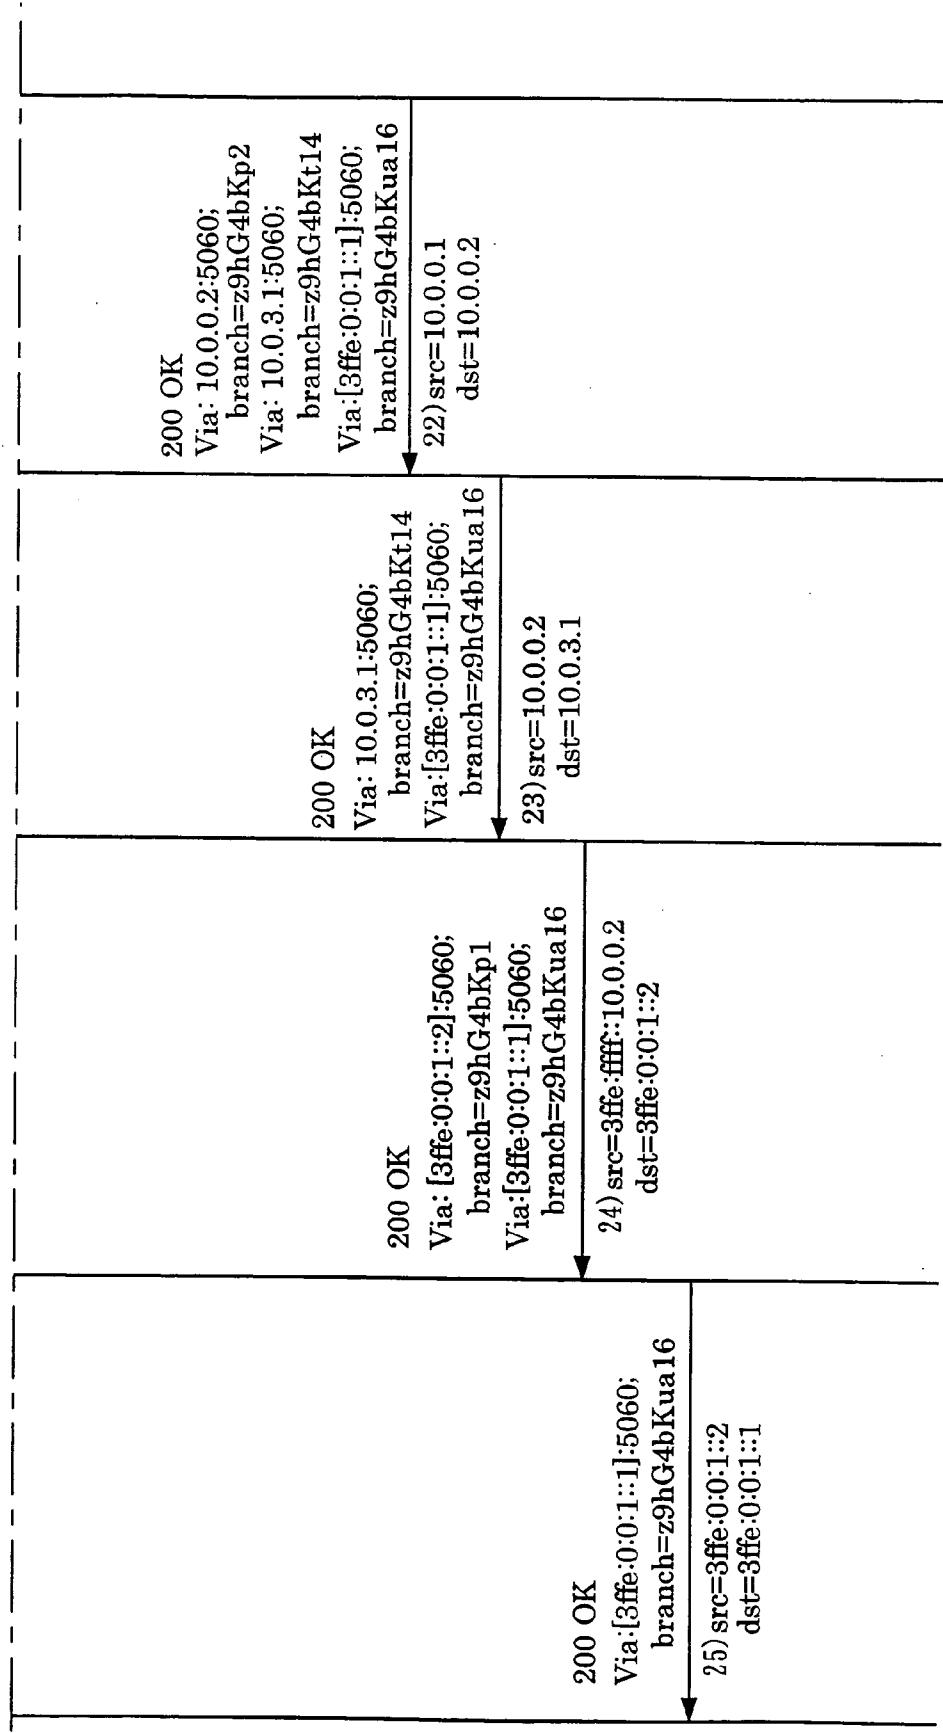 200 OK
Via: 10.0.0.2:5060;
branch=z9hG4bKp2
Via: 10.0.3.1:5060;
branch=z9hG4bKt14
Via:[3ffe:0:0:1::1]:5060;
branch=z9hG4bKua16
22)src=10.0.0.1
dst=10.0.0.2
200 OK
Via: 10.0.3.1:5060;
branch=z9hG4bKt14
Via:[3ffe:0:0:1::1]:5060;
branch=z9hG4bKua16
23)src=10.0.0.2
dst=10.0.3.1
200 OK
Via: [3ffe:0:0:1::2]:5060;
branch=z9hG4bKp1
Via:[3ffe:0:0:1::1]:5060;
branch=z9hG4bKua16
24)src=3ffe:ffff::10.0.0.2
dst=3ffe:0:0:1::2
200 OK
Via:[3ffe:0:0:1::1]:5060;
branch=z9hG4bKua16
25)src=3ffe:0:0:1::2
dst=3ffe:0:0:1::1